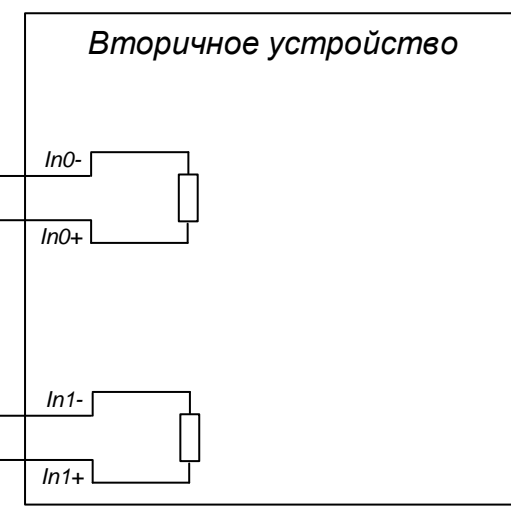 Вторичное устройство
In0-
In0+
In1-
In1+